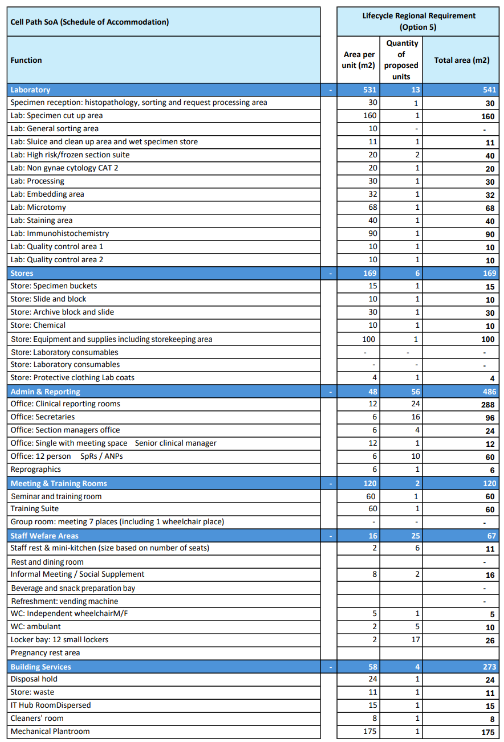 Cell Path SoA (Schedule of Accommodation)
Lifecycle Regional Requirement
(Option 5)
Function
Area per unit (m2)
Quantity of proposed units
Total area (m2)
Laboratory - 531 13 541
Specimen reception: histopathology, sorting and request processing area 30 1 30
Lab: Specimen cut up area 160 1 160
Lab: General sorting area 10 - -
Lab: Sluice and clean up area and wet specimen store 11 1 11
Lab: High risk/frozen section suite 20 2 40
Lab: Non gynae cytology CAT 2 20 1 20
Lab: Processing 30 1 30
Lab: Embedding area 32 1 32
Lab: Microtomy 68 1 68
Lab: Staining area 40 1 40
Lab: Immunohistochemistry 90 1 90
Lab: Quality control area 1 10 1 10
Lab: Quality control area 2 10 1 10
Stores - 169 6 169
Store: Specimen buckets 15 1 15
Store: Slide and block 10 1 10
Store: Archive block and slide 30 1 30
Store: Chemical 10 1 10
Store: Equipment and supplies including storekeeping area 100 1 100
Store: Laboratory consumables - - -
Store: Laboratory consumables - - -
Store: Protective clothing Lab coats 4 1 4
Admin & Reporting - 48 56 486
Office: Clinical reporting rooms 12 24 288
Office: Secretaries 6 16 96
Office: Section managers office 6 4 24
Office: Single with meeting space Senior clinical manager 12 1 12
Office: 12 person SpRs / ANPs 6 10 60
Reprographics 6 1 6
Meeting & Training Rooms - 120 2 120
Seminar and training room 60 1 60
Training Suite 60 1 60
Group room: meeting 7 places (including 1 wheelchair place) - - -
Staff Wefare Areas - 16 25 67
Staff rest & mini-kitchen (size based on number of seats) 2 6 11
Rest and dining room -
Informal Meeting / Social Supplement 8 2 16
Beverage and snack preparation bay -
Refreshment: vending machine -
WC: Independent wheelchairM/F 5 1 5
WC: ambulant 2 5 10
Locker bay: 12 small lockers 2 17 26
Pregnancy rest area
Building Services - 58 4 273
Disposal hold 24 1 24
Store: waste 11 1 11
IT Hub RoomDispersed 15 1 15
Cleaners' room 8 1 8
Mechanical Plantroom 175 1 175